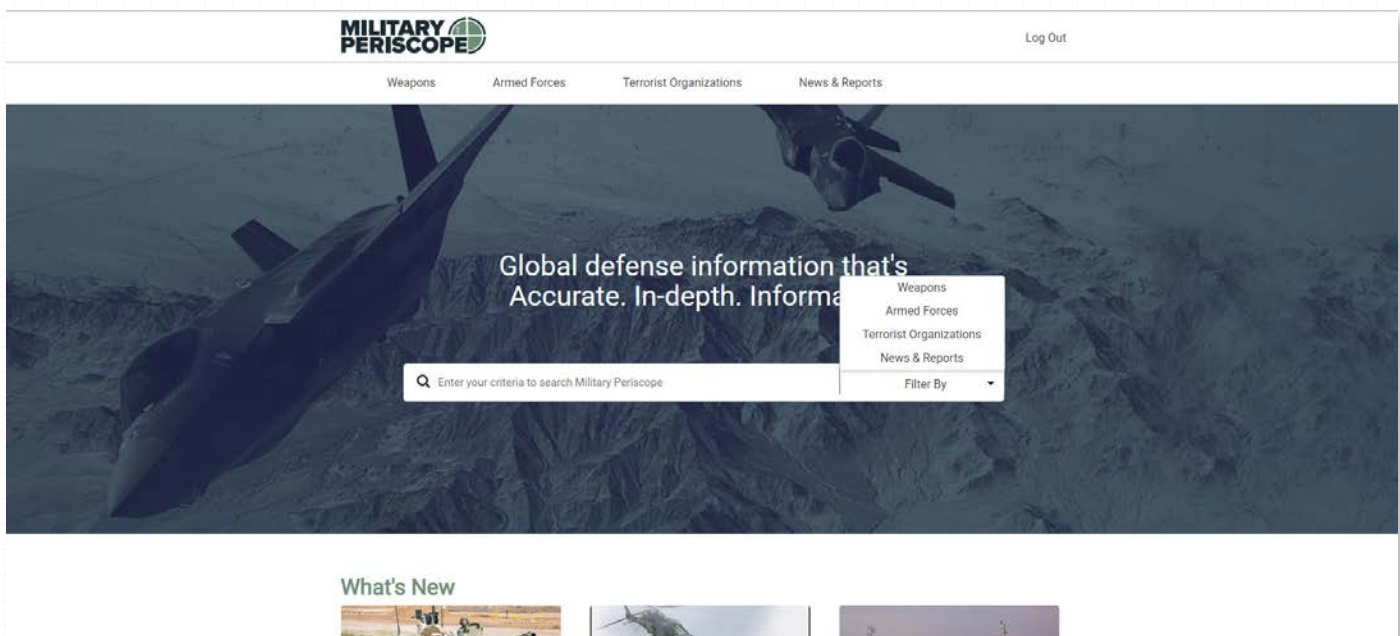 MILITARY
PERISCOPE
Log Out
Weapons
Armed Forces
Terrorist Organizations
News & Reports
Global defense information that's
Accurate. In-depth.
Weapons
Armed Forces
Terrorist Organizations
News & Reports
Enter your criteria to search Military Periscope
Filter By
What's New